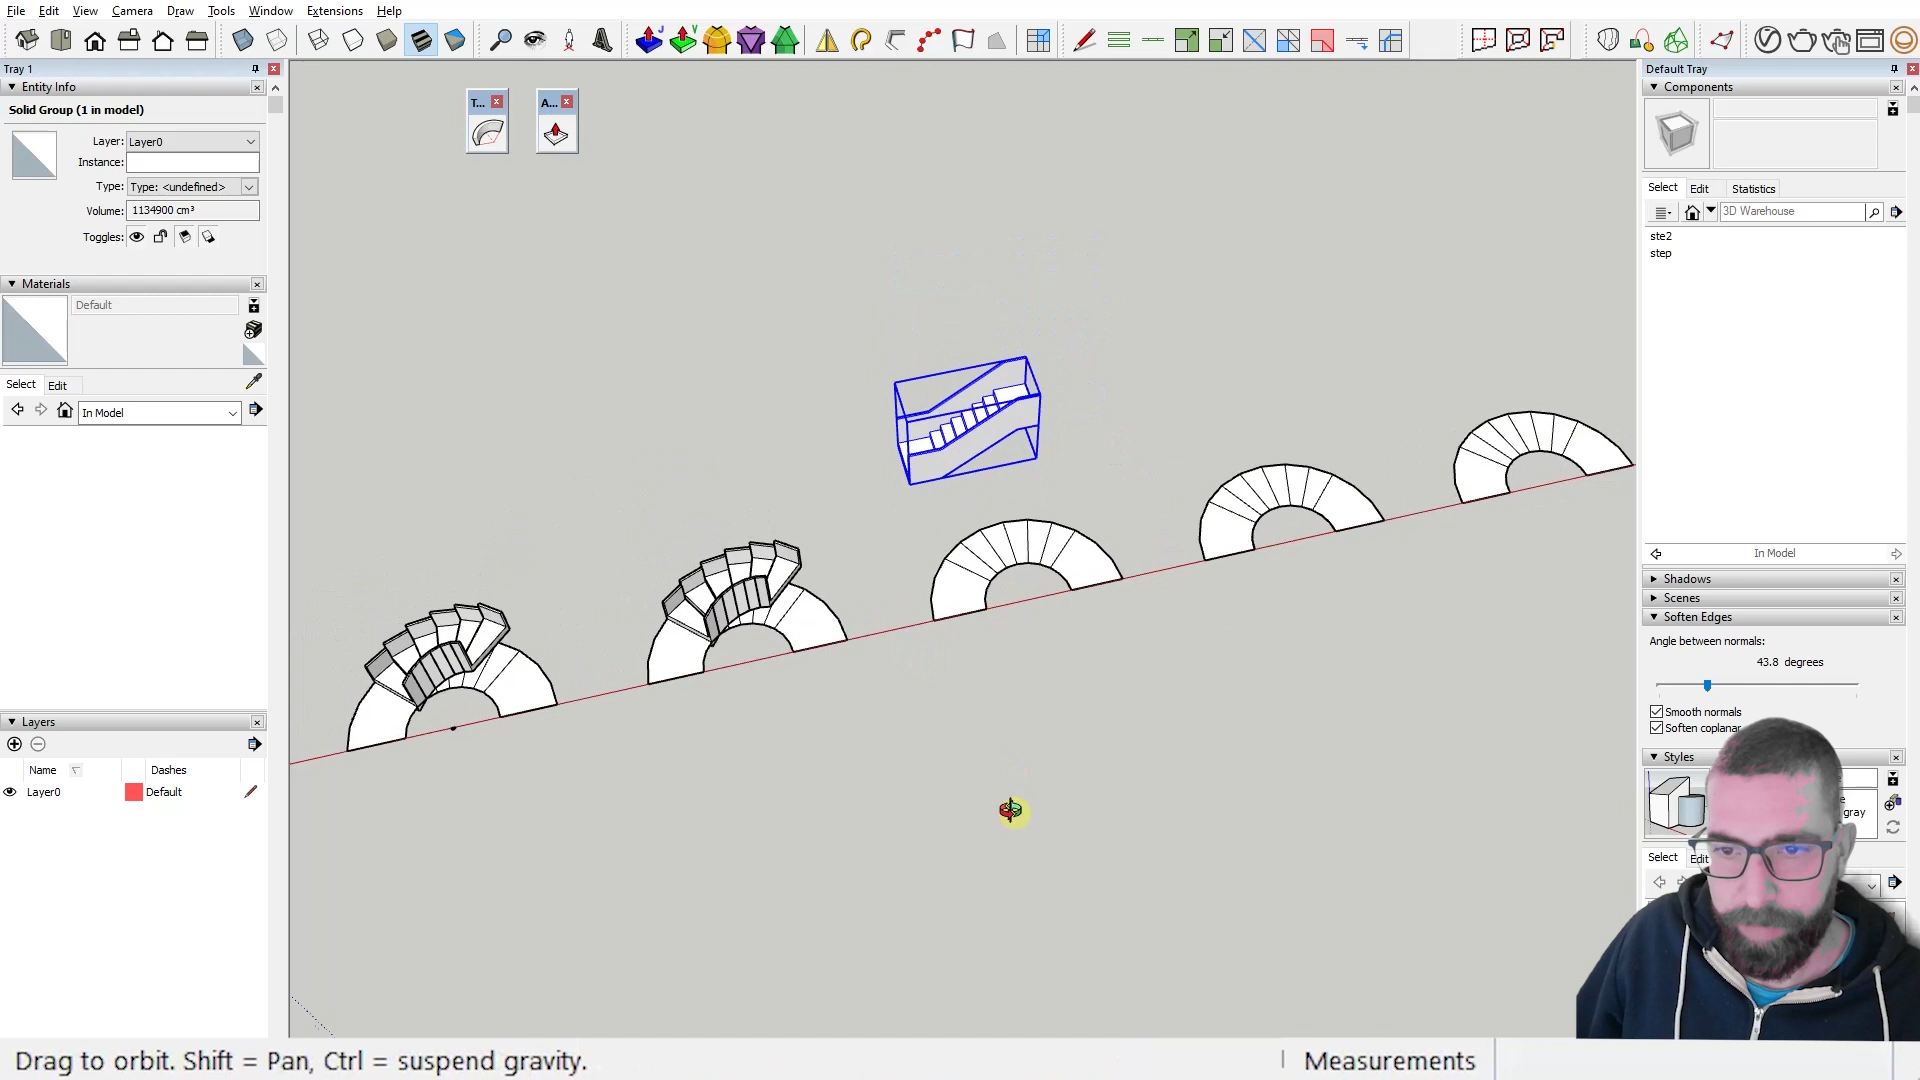 File Edit View Camera Draw Tools Window Extensions Help
Tray 1
Entity Info
Solid Group (1 in model)
Layer: Layer0
Instance:
Type: Type: <undefined>
Volume: 1134900 cm³
Toggles:
Materials
Default
Select Edit
In Model
Layers
Name Dashes
Layer0 Default
T...
A...
Default Tray
Components
Select Edit Statistics
3D Warehouse
ste2
step
In Model
Shadows
Scenes
Soften Edges
Angle between normals:
43.8 degrees
Smooth normals
Soften coplanar
Styles
gray
Select Edit
Drag to orbit. Shift = Pan, Ctrl = suspend gravity.
Measurements